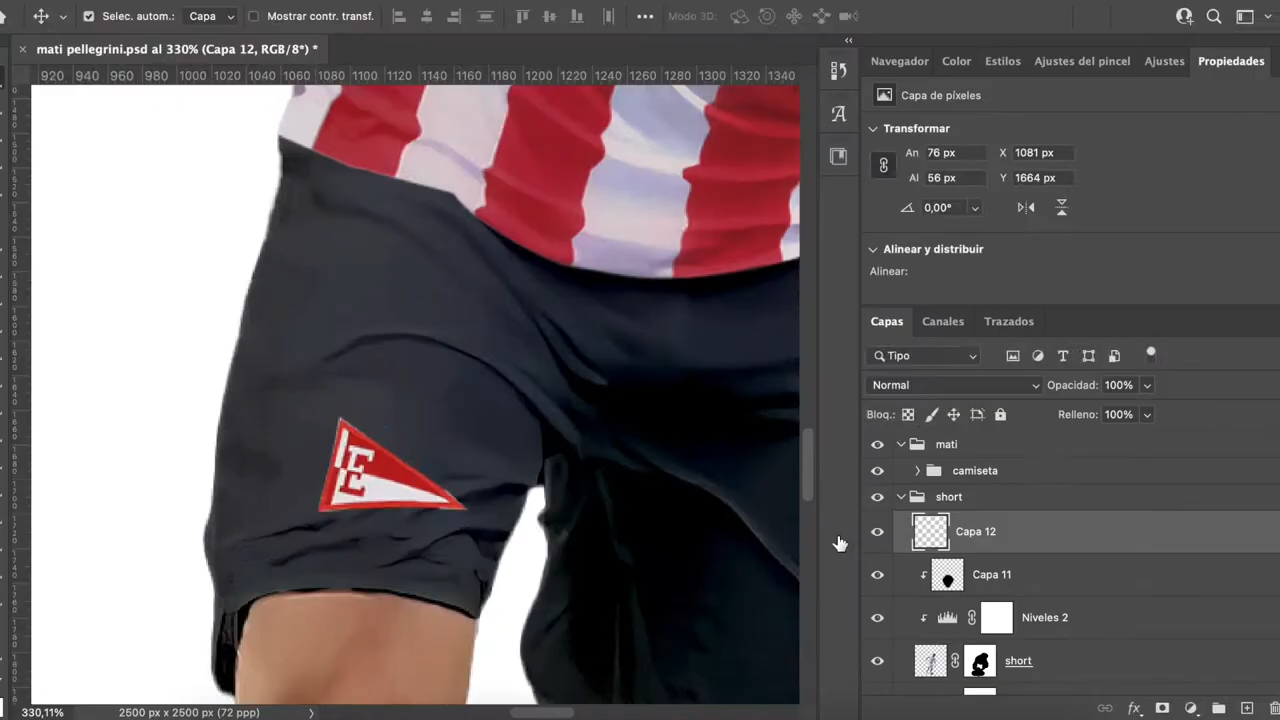 Selec. autom.: Capa Mostrar contr. transf. Modo 3D:
mati pellegrini.psd al 330% (Capa 12, RGB/8*) *
920 940 960 980 1000 1020 1040 1060 1080 1100 1120 1140 1160 1180 1200 1220 1240 1260 1280 1300 1320 1340
Navegador Color Estilos Ajustes del pincel Ajustes Propiedades
Capa de píxeles
Transformar
An 76 px X 1081 px
Al 56 px Y 1664 px
0,00°
Alinear y distribuir
Alinear:
Capas Canales Trazados
Tipo
Normal Opacidad: 100%
Bloq.: Relleno: 100%
mati
camiseta
short
Capa 12
Capa 11
Niveles 2
short
E
330,11% 2500 px x 2500 px (72 ppp)
fx